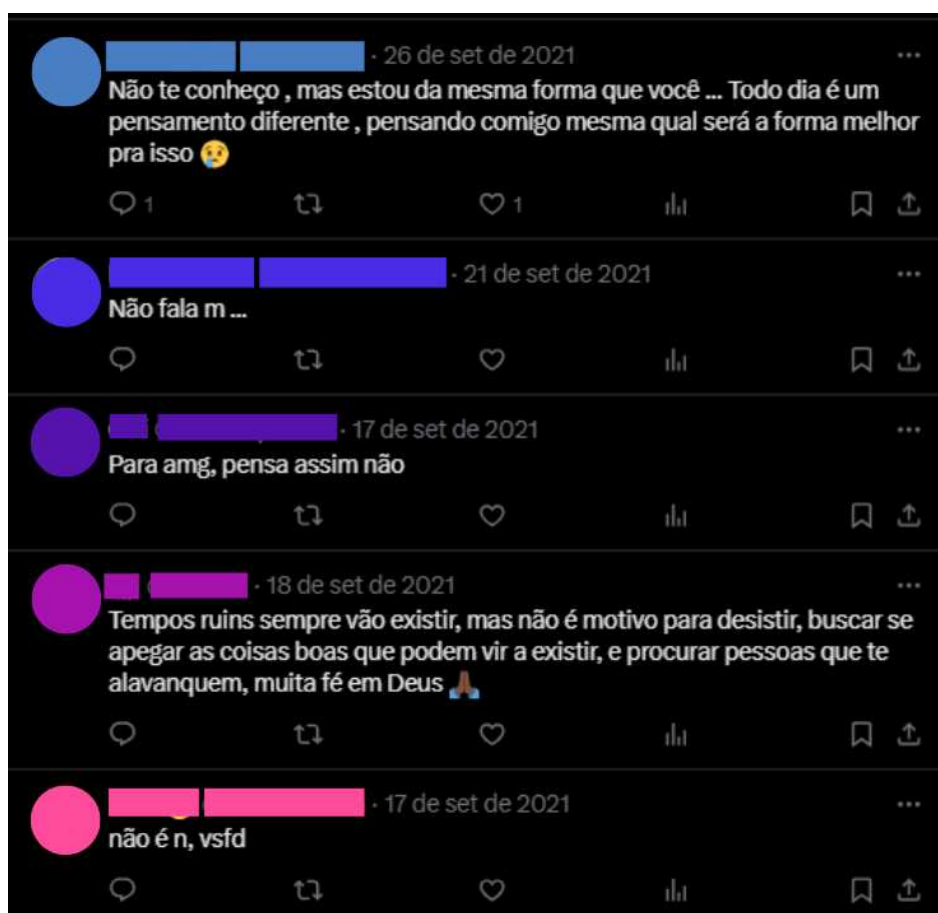 · 26 de set de 2021
Não te conheço , mas estou da mesma forma que você ... Todo dia é um
pensamento diferente , pensando comigo mesma qual será a forma melhor
pra isso 😢
1
1
· 21 de set de 2021
Não fala m ...
· 17 de set de 2021
Para amg, pensa assim não
· 18 de set de 2021
Tempos ruins sempre vão existir, mas não é motivo para desistir, buscar se
apegar as coisas boas que podem vir a existir, e procurar pessoas que te
alavanquem, muita fé em Deus 🙏🏾
· 17 de set de 2021
não é n, vsfd